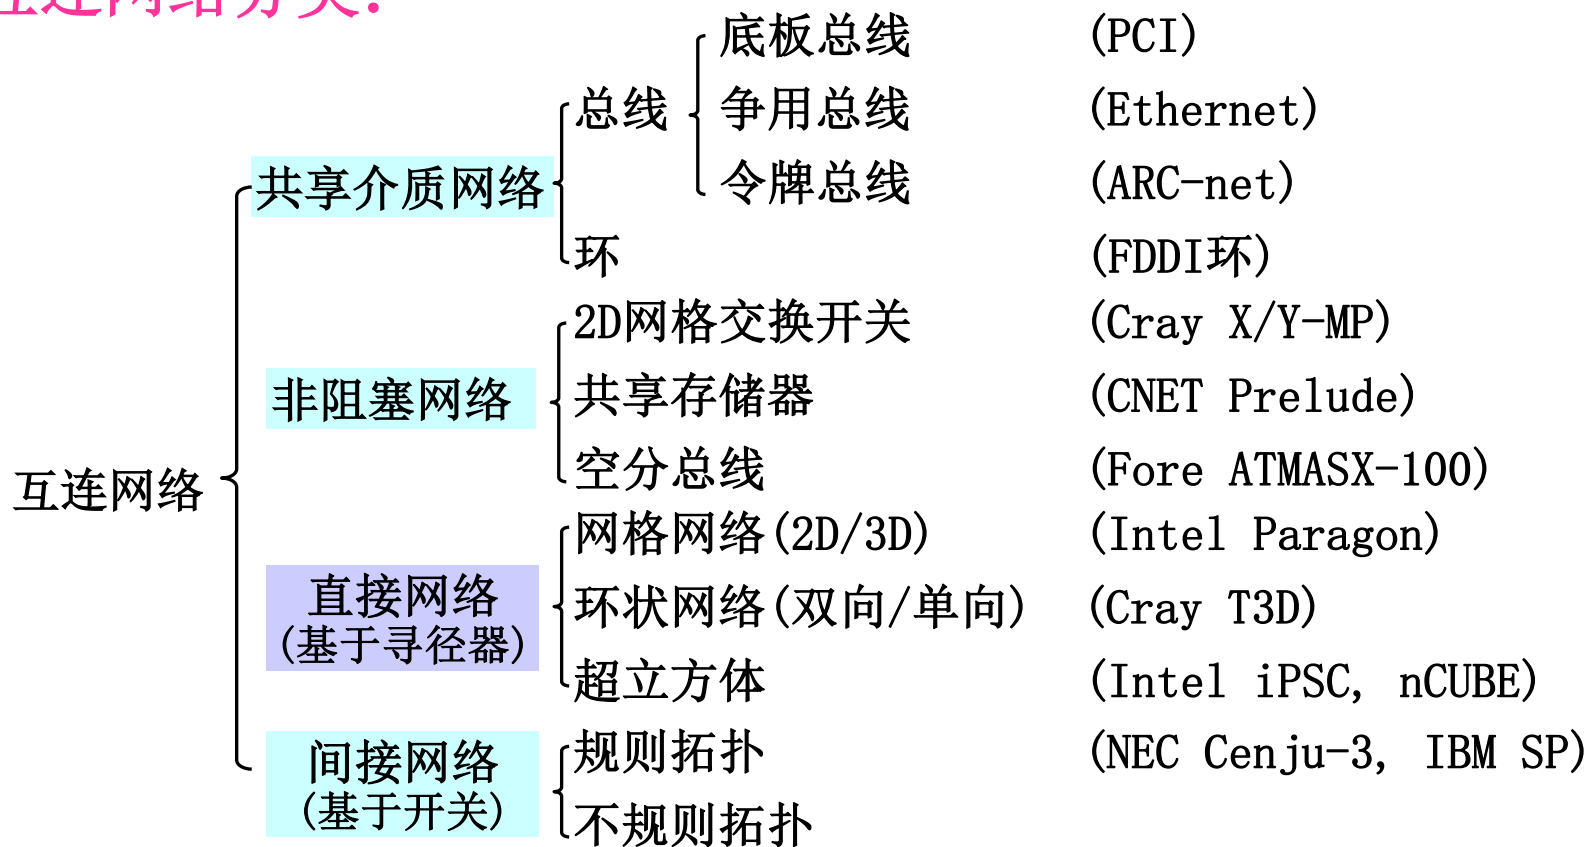 互连网络分类:
底板总线 (PCI)
总线 争用总线 (Ethernet)
共享介质网络 令牌总线 (ARC-net)
环 (FDDI环)
2D网格交换开关 (Cray X/Y-MP)
非阻塞网络 共享存储器 (CNET Prelude)
空分总线 (Fore ATMASX-100)
互连网络
网格网络(2D/3D) (Intel Paragon)
直接网络 环状网络(双向/单向) (Cray T3D)
(基于寻径器)
超立方体 (Intel iPSC, nCUBE)
间接网络 规则拓扑 (NEC Cenju-3, IBM SP)
(基于开关) 不规则拓扑